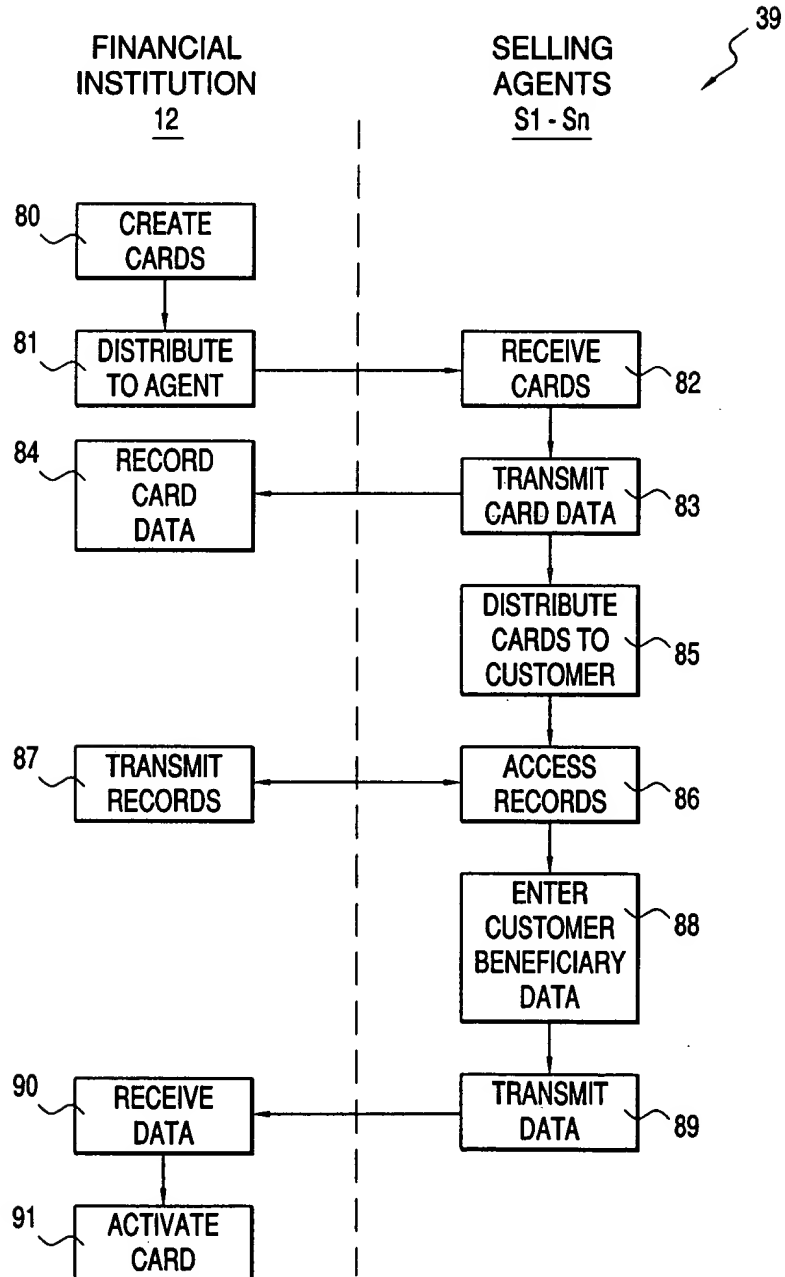 39
FINANCIAL
INSTITUTION
12
SELLING
AGENTS
S1 - Sn
80
CREATE
CARDS
81
DISTRIBUTE
TO AGENT
RECEIVE
CARDS
82
84
RECORD
CARD
DATA
TRANSMIT
CARD DATA
83
DISTRIBUTE
CARDS TO
CUSTOMER
85
87
TRANSMIT
RECORDS
ACCESS
RECORDS
86
ENTER
CUSTOMER
BENEFICIARY
DATA
88
90
RECEIVE
DATA
TRANSMIT
DATA
89
91
ACTIVATE
CARD